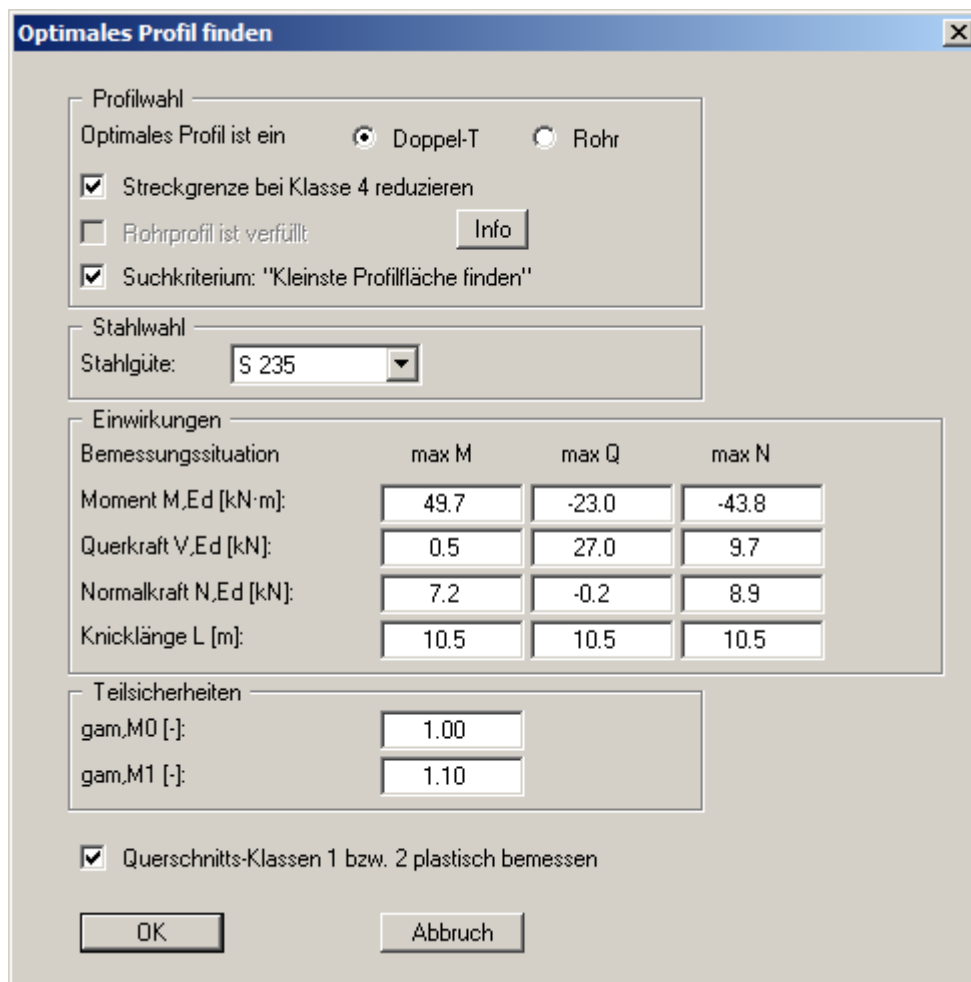 Optimales Profil finden
Profilwahl
Optimales Profil ist ein Doppel-T Rohr
Streckgrenze bei Klasse 4 reduzieren
Rohrprofil ist verfüllt Info
Suchkriterium: "Kleinste Profilfläche finden"
Stahlwahl
Stahlgüte: S 235
Einwirkungen
Bemessungssituation max M max Q max N
Moment M,Ed [kN·m]: 49.7 -23.0 -43.8
Querkraft V,Ed [kN]: 0.5 27.0 9.7
Normalkraft N,Ed [kN]: 7.2 -0.2 8.9
Knicklänge L [m]: 10.5 10.5 10.5
Teilsicherheiten
gam,M0 [-]: 1.00
gam,M1 [-]: 1.10
Querschnitts-Klassen 1 bzw. 2 plastisch bemessen
OK Abbruch